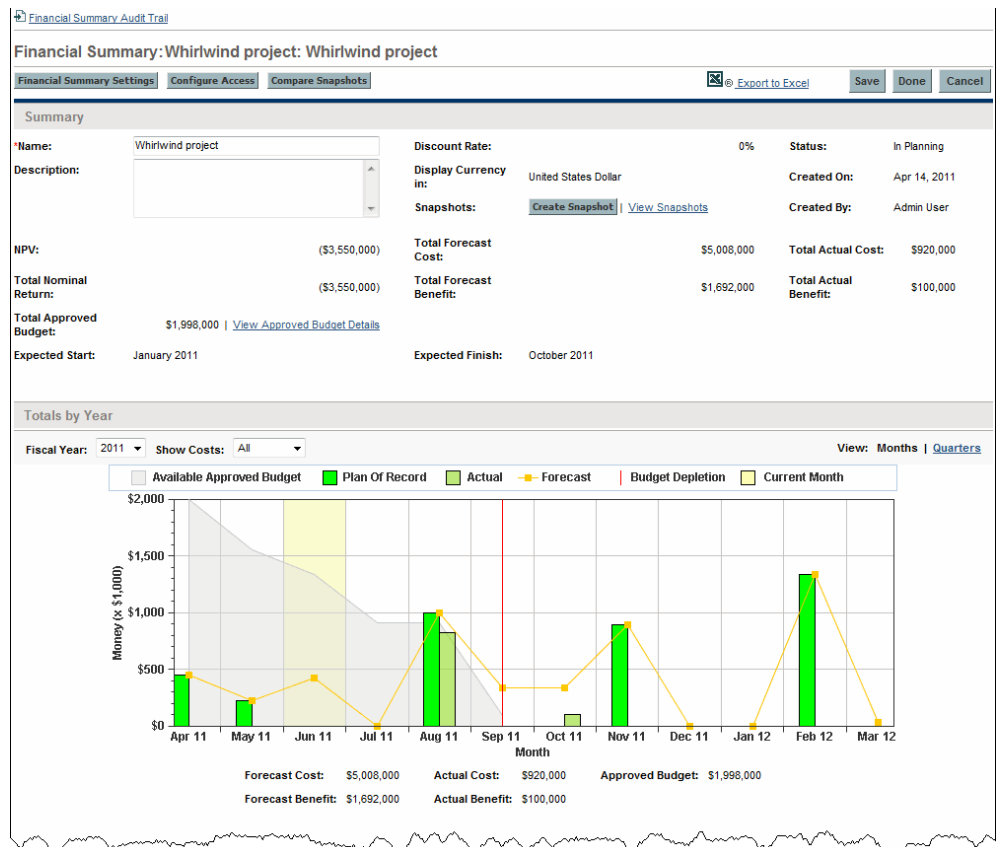 Financial Summary Audit Trail
Financial Summary: Whirlwind project: Whirlwind project
Financial Summary Settings Configure Access Compare Snapshots Export to Excel Save Done Cancel
Summary
*Name: Whirlwind project Discount Rate: 0% Status: In Planning
Description: Display Currency in: United States Dollar Created On: Apr 14, 2011
Snapshots: Create Snapshot | View Snapshots Created By: Admin User
NPV: ($3,550,000) Total Forecast Cost: $5,008,000 Total Actual Cost: $920,000
Total Nominal Return: ($3,550,000) Total Forecast Benefit: $1,692,000 Total Actual Benefit: $100,000
Total Approved Budget: $1,998,000 | View Approved Budget Details
Expected Start: January 2011 Expected Finish: October 2011
Totals by Year
Fiscal Year: 2011 Show Costs: All View: Months | Quarters
Available Approved Budget Plan Of Record Actual Forecast Budget Depletion Current Month
$2,000
$1,500
$1,000
$500
$0
Money (x $1,000)
Apr 11 May 11 Jun 11 Jul 11 Aug 11 Sep 11 Oct 11 Nov 11 Dec 11 Jan 12 Feb 12 Mar 12
Month
Forecast Cost: $5,008,000 Actual Cost: $920,000 Approved Budget: $1,998,000
Forecast Benefit: $1,692,000 Actual Benefit: $100,000